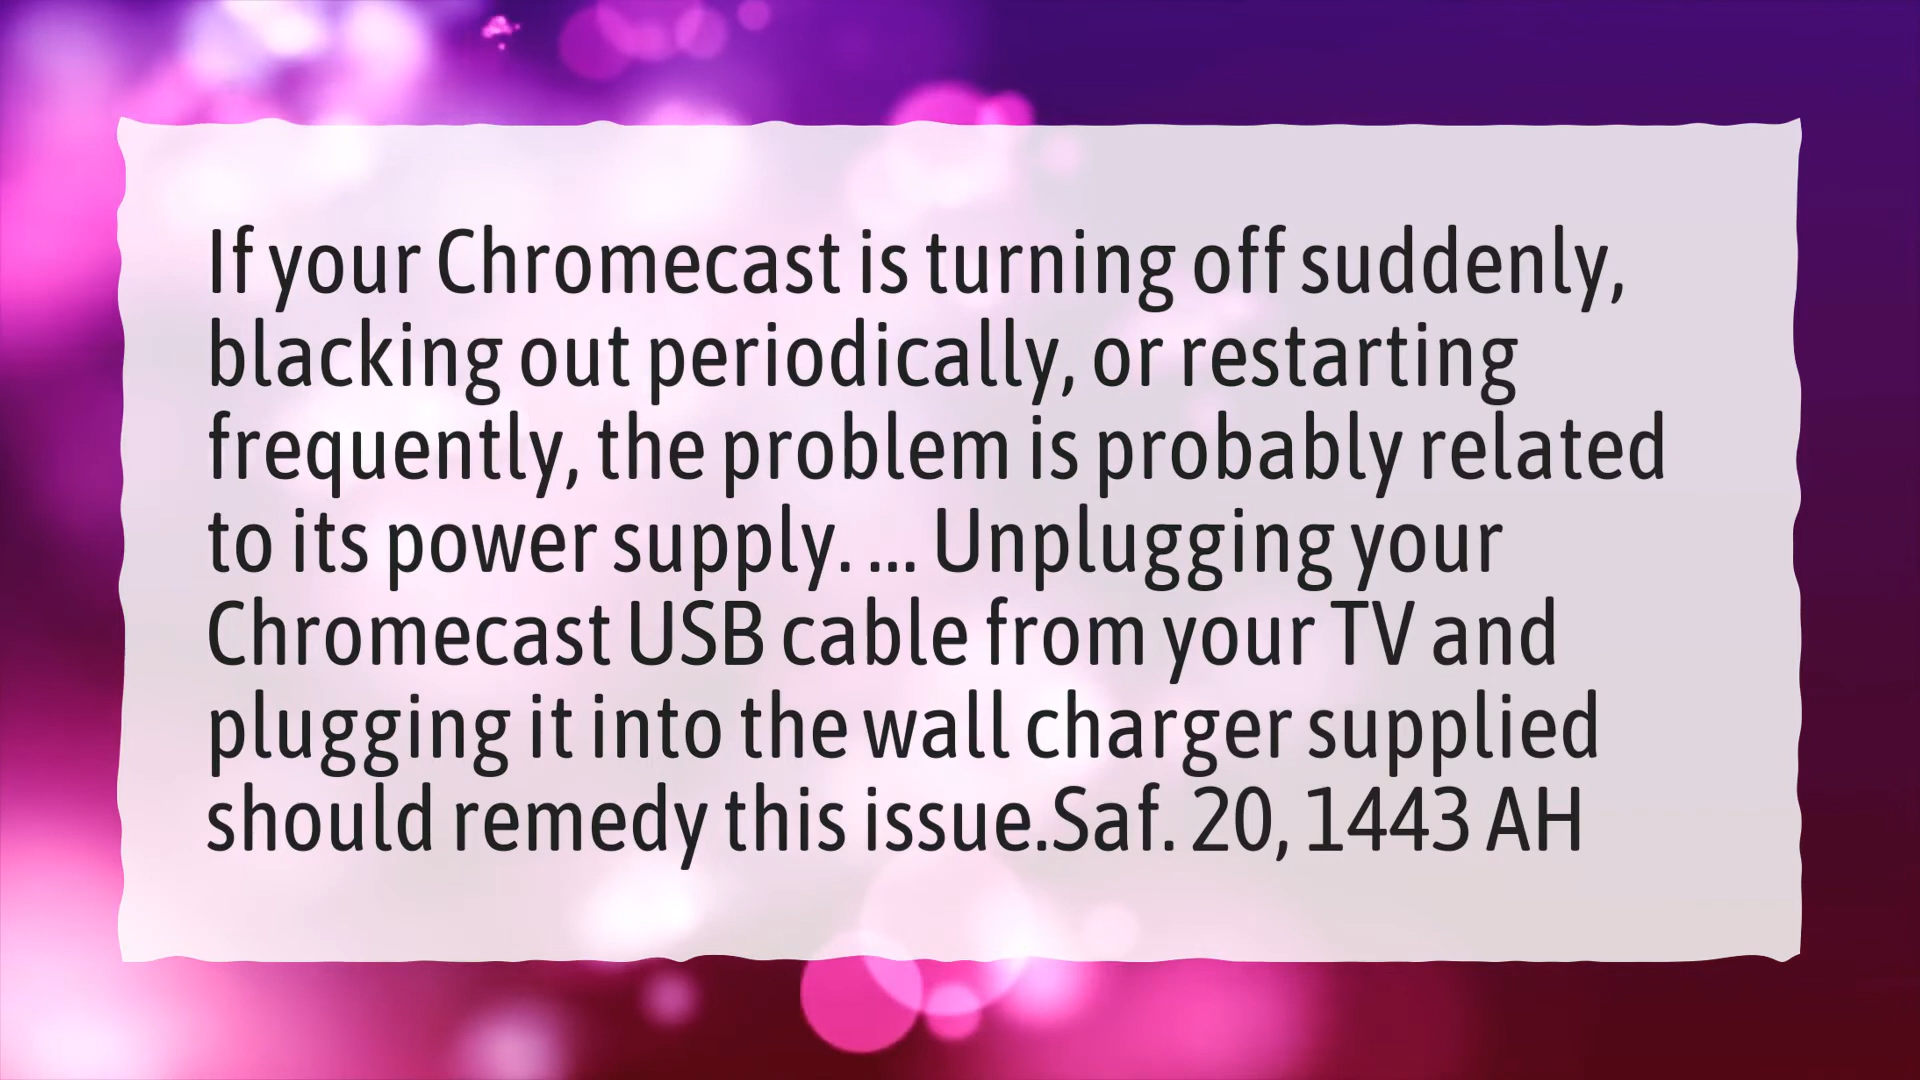 If your Chromecast is turning off suddenly,
blacking out periodically, or restarting
frequently, the problem is probably related
to its power supply. ... Unplugging your
Chromecast USB cable from your TV and
plugging it into the wall charger supplied
should remedy this issue.Saf. 20, 1443 AH